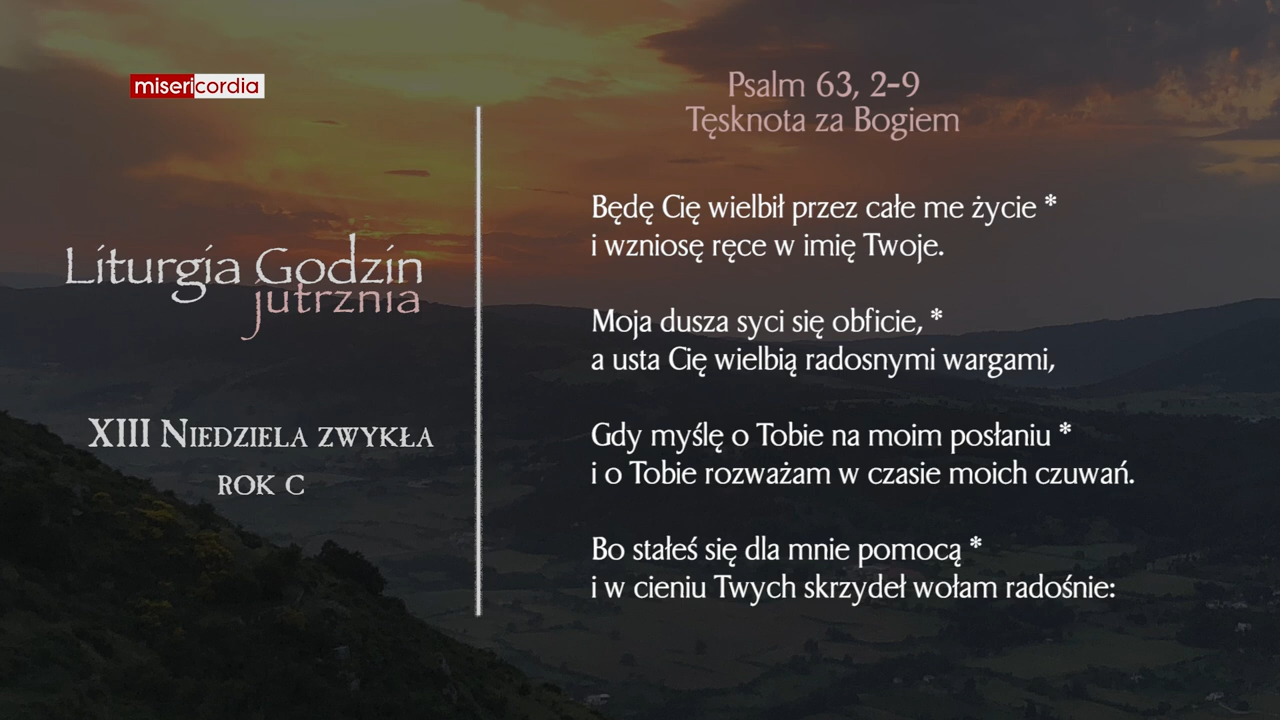 misericordia
Liturgia Godzin
jutrznia
XIII Niedziela zwykła
rok C
Psalm 63, 2-9
Tęsknota za Bogiem
Będę Cię wielbił przez całe me życie *
i wzniosę ręce w imię Twoje.
Moja dusza syci się obficie, *
a usta Cię wielbią radosnymi wargami,
Gdy myślę o Tobie na moim posłaniu *
i o Tobie rozważam w czasie moich czuwań.
Bo stałeś się dla mnie pomocą *
i w cieniu Twych skrzydeł wołam radośnie: